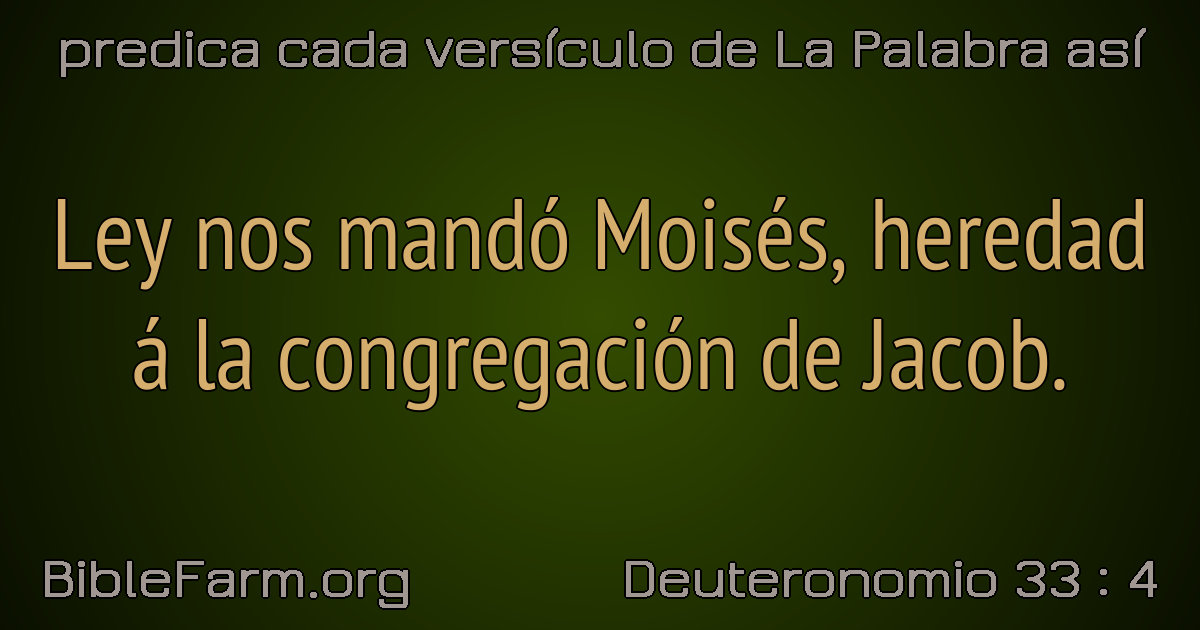 predica cada versículo de La Palabra así
Ley nos mandó Moisés, heredad
á la congregación de Jacob.
BibleFarm.org
Deuteronomio 33 : 4